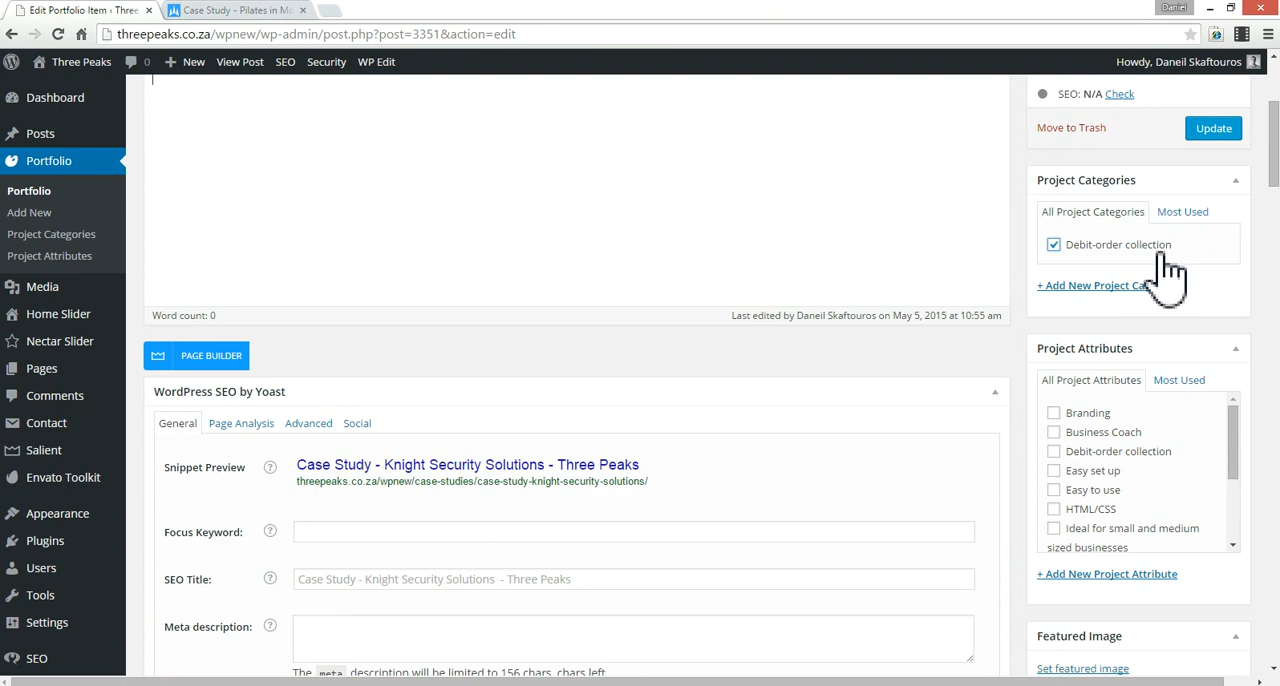 Edit Portfolio Item ‹ Three
Case Study - Pilates in Mo
Daniel
threepeaks.co.za/wpnew/wp-admin/post.php?post=3351&action=edit
Three Peaks
0
New
View Post
SEO
Security
WP Edit
Howdy, Daneil Skaftouros
Dashboard
Posts
Portfolio
Portfolio
Add New
Project Categories
Project Attributes
Media
Home Slider
Nectar Slider
Pages
Comments
Contact
Salient
Envato Toolkit
Appearance
Plugins
Users
Tools
Settings
SEO
Word count: 0
Last edited by Daneil Skaftouros on May 5, 2015 at 10:55 am
PAGE BUILDER
WordPress SEO by Yoast
General
Page Analysis
Advanced
Social
Snippet Preview
?
Case Study - Knight Security Solutions - Three Peaks
threepeaks.co.za/wpnew/case-studies/case-study-knight-security-solutions/
Focus Keyword:
?
SEO Title:
?
Case Study - Knight Security Solutions - Three Peaks
Meta description:
?
The meta description will be limited to 156 chars, chars left.
SEO: N/A Check
Move to Trash
Update
Project Categories
All Project Categories
Most Used
Debit-order collection
+ Add New Project Ca
Project Attributes
All Project Attributes
Most Used
Branding
Business Coach
Debit-order collection
Easy set up
Easy to use
HTML/CSS
Ideal for small and medium
sized businesses
+ Add New Project Attribute
Featured Image
Set featured image